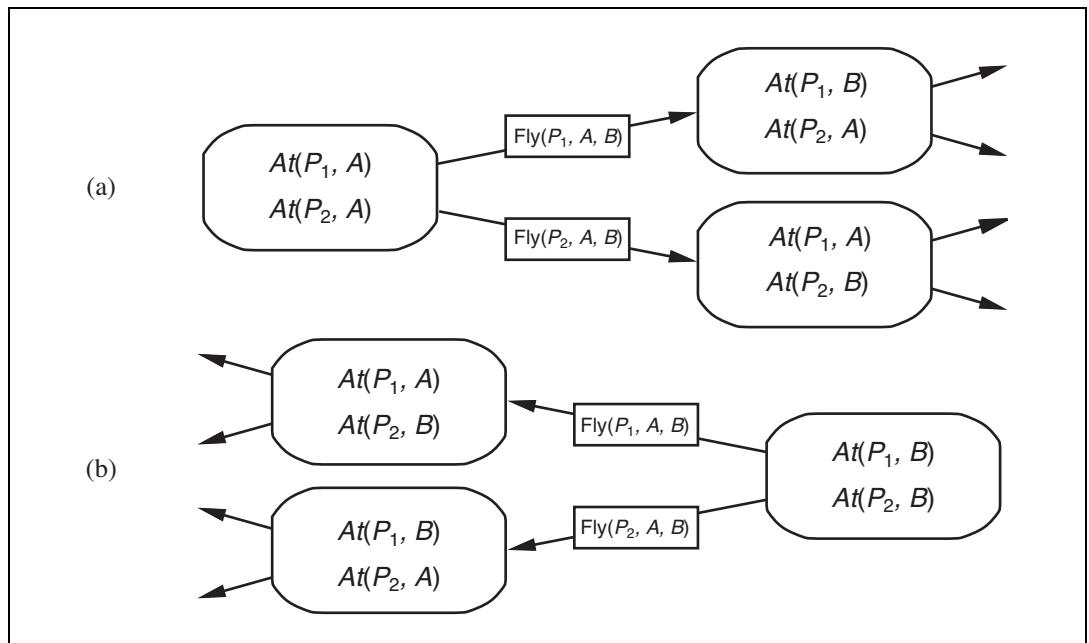 At(P₁, B)
At(P₂, A)
Fly(P₁, A, B)
(a)
At(P₁, A)
At(P₂, A)
Fly(P₂, A, B)
At(P₁, A)
At(P₂, B)
At(P₁, A)
At(P₂, B)
Fly(P₁, A, B)
(b)
At(P₁, B)
At(P₂, B)
Fly(P₂, A, B)
At(P₁, B)
At(P₂, A)